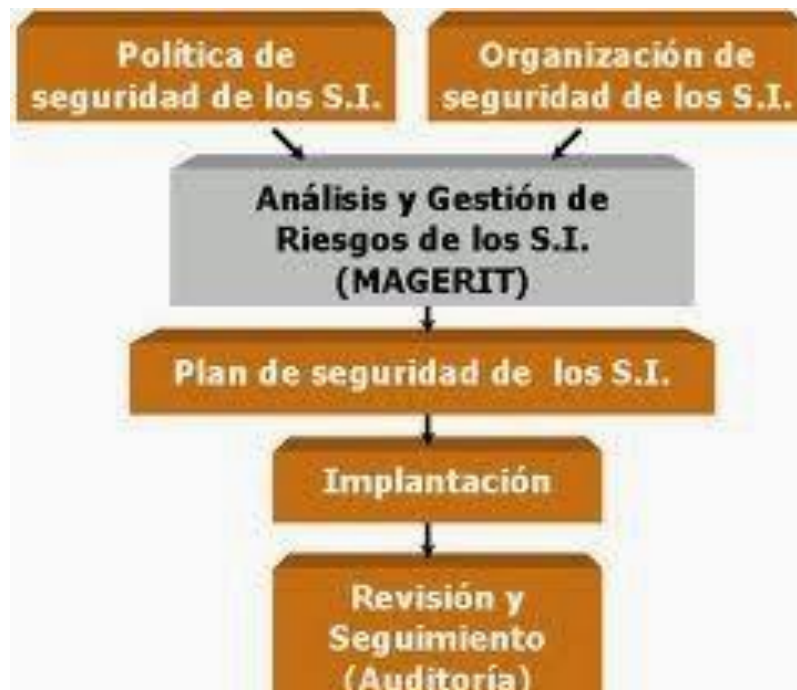 Política de
seguridad de los S.I.
Organización de
seguridad de los S.I.
Análisis y Gestión de
Riesgos de los S.I.
(MAGERIT)
Plan de seguridad de los S.I.
Implantación
Revisión y
Seguimiento
(Auditoría)